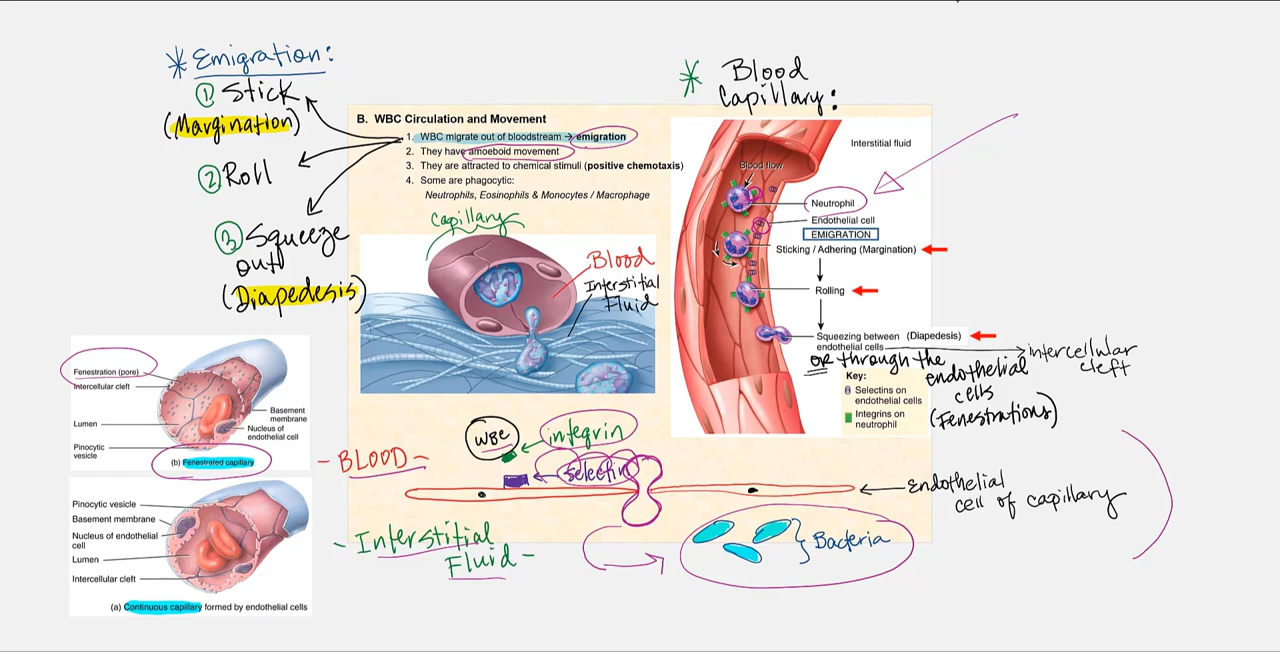 * Emigration:
① Stick
(Margination)
② Roll
③ Squeeze
out
(Diapedesis)
* Blood
Capillary:
B. WBC Circulation and Movement
1. WBC migrate out of bloodstream → emigration
2. They have amoeboid movement
3. They are attracted to chemical stimuli (positive chemotaxis)
4. Some are phagocytic:
Neutrophils, Eosinophils & Monocytes / Macrophage
Capillary
Blood
Interstitial
Fluid
Interstitial fluid
Blood flow
Neutrophil
Endothelial cell
EMIGRATION
Sticking / Adhering (Margination)
Rolling
Squeezing between (Diapedesis)
endothelial cells
intercellular
cleft
OR through the
endothelial
cells
(Fenestrations)
Key:
Selectins on
endothelial cells
Integrins on
neutrophil
Fenestration (pore)
Intercellular cleft
Lumen
Pinocytic
vesicle
Basement
membrane
Nucleus of
endothelial cell
(b) Fenestrated capillary
Pinocytic vesicle
Basement membrane
Nucleus of endothelial
cell
Lumen
Intercellular cleft
(a) Continuous capillary formed by endothelial cells
WBC
integrin
selectin
- BLOOD -
Endothelial
cell of capillary
- Interstitial
Fluid -
Bacteria